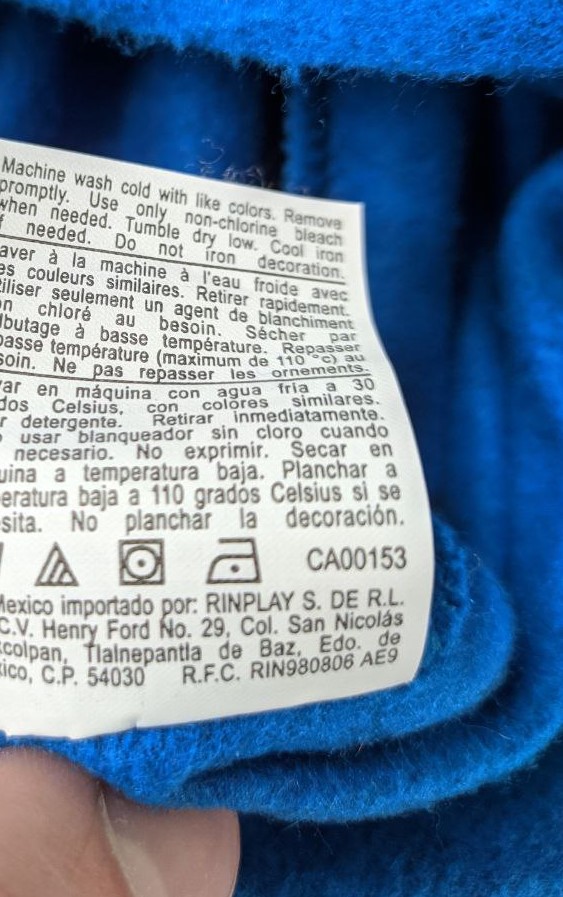 Machine wash cold with like colors. Remove
promptly. Use only non-chlorine bleach
when needed. Tumble dry low. Cool iron
f needed. Do not iron decoration.
aver à la machine à l'eau froide avec
es couleurs similaires. Retirer rapidement.
tiliser seulement un agent de blanchiment
on chloré au besoin. Sécher par
lbutage à basse température. Repasser
basse température (maximum de 110 °c) au
soin. Ne pas repasser les ornements.
ar en máquina con agua fria a 30
dos Celsius, con colores similares.
r detergente. Retirar inmediatamente.
usar blanqueador sin cloro cuando
necesario. No exprimir. Secar en
uina a temperatura baja. Planchar a
eratura baja a 110 grados Celsius si se
sita. No planchar la decoración.
CA00153
Mexico importado por: RINPLAY S. DE R.L.
C.V. Henry Ford No. 29, Col. San Nicolás
colpan, Tlalnepantla de Baz, Edo. de
ico, C.P. 54030 R.F.C. RIN980806 AE9